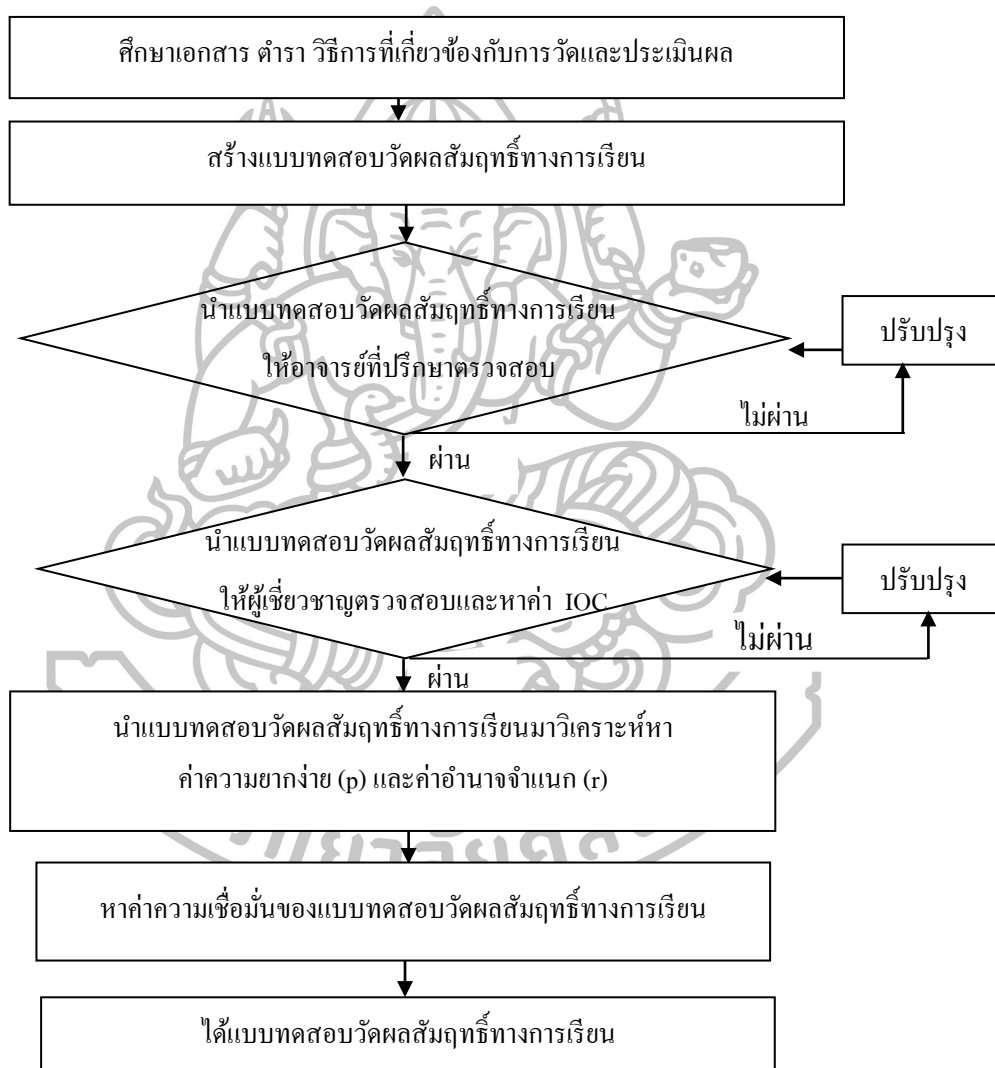 ศึกษาเอกสาร ตำรา วิธีการที่เกี่ยวข้องกับการวัดและประเมินผล
สร้างแบบทดสอบวัดผลสัมฤทธิ์ทางการเรียน
นำแบบทดสอบวัดผลสัมฤทธิ์ทางการเรียน
ให้อาจารย์ที่ปรึกษาตรวจสอบ
ปรับปรุง
ไม่ผ่าน
ผ่าน
นำแบบทดสอบวัดผลสัมฤทธิ์ทางการเรียน
ให้ผู้เชี่ยวชาญตรวจสอบและหาค่า IOC
ปรับปรุง
ไม่ผ่าน
ผ่าน
นำแบบทดสอบวัดผลสัมฤทธิ์ทางการเรียนมาวิเคราะห์หา
ค่าความยากง่าย (p) และค่าอำนาจจำแนก (r)
หาค่าความเชื่อมั่นของแบบทดสอบวัดผลสัมฤทธิ์ทางการเรียน
ได้แบบทดสอบวัดผลสัมฤทธิ์ทางการเรียน